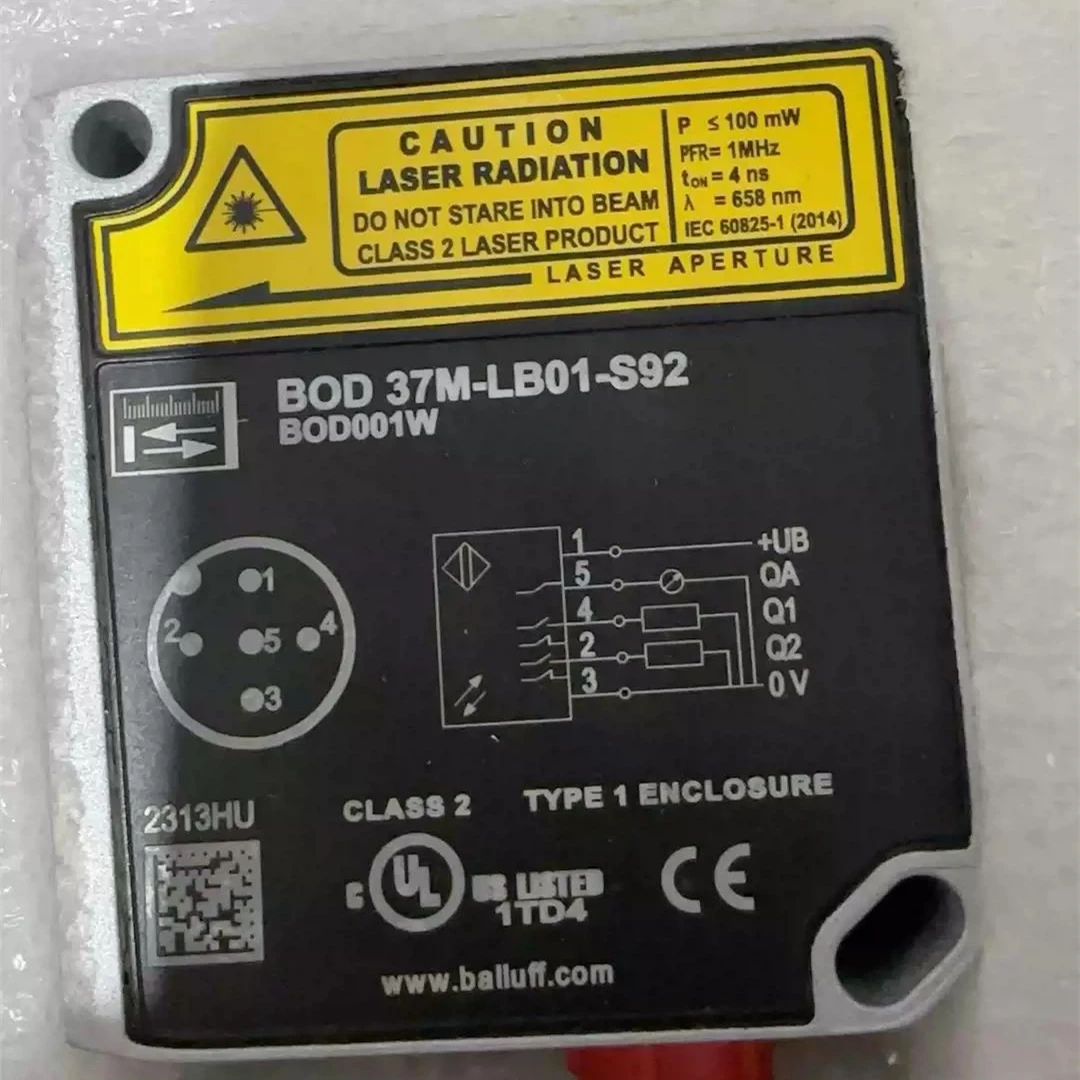 CAUTION
LASER RADIATION
DO NOT STARE INTO BEAM
CLASS 2 LASER PRODUCT
P ≤ 100 mW
PFR= 1MHz
tON = 4 ns
λ = 658 nm
IEC 60825-1 (2014)
LASER APERTURE
BOD 37M-LB01-S92
BOD001W
1
2 5 4
3
1 +UB
5 QA
4 Q1
2 Q2
3 0 V
2313HU
CLASS 2 TYPE 1 ENCLOSURE
C UL US LISTED
1TD4
CE
www.balluff.com